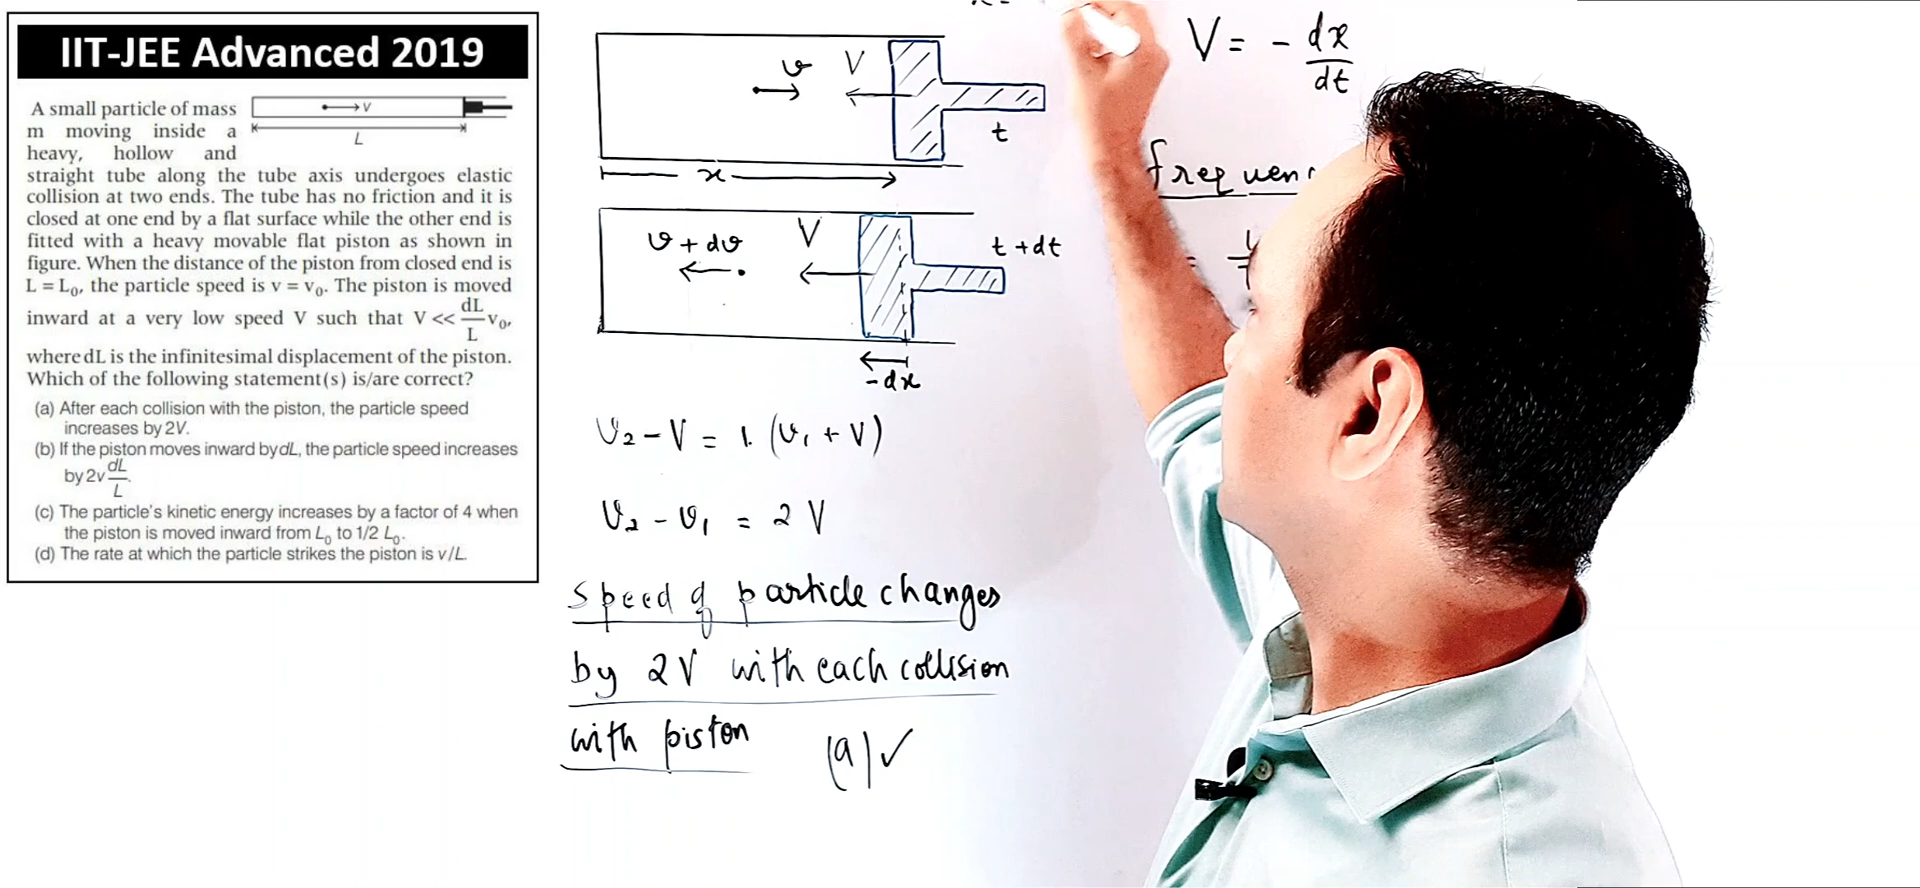 IIT-JEE Advanced 2019
A small particle of mass
m moving inside a
heavy, hollow and
straight tube along the tube axis undergoes elastic
collision at two ends. The tube has no friction and it is
closed at one end by a flat surface while the other end is
fitted with a heavy movable flat piston as shown in
figure. When the distance of the piston from closed end is
L = L₀, the particle speed is v = v₀. The piston is moved
inward at a very low speed V such that V << dL/L v₀,
where dL is the infinitesimal displacement of the piston.
Which of the following statement(s) is/are correct?
(a) After each collision with the piston, the particle speed
increases by 2V.
(b) If the piston moves inward by dL, the particle speed increases
by 2v dL/L.
(c) The particle's kinetic energy increases by a factor of 4 when
the piston is moved inward from L₀ to 1/2 L₀.
(d) The rate at which the particle strikes the piston is v/L.
v
L
v V
t
x
v + dv V
t + dt
- dx
v₂ - V = 1. (v₁ + V)
v₂ - v₁ = 2 V
speed of particle changes
by 2V with each collision
with piston (a) ✓
V = - dx/dt